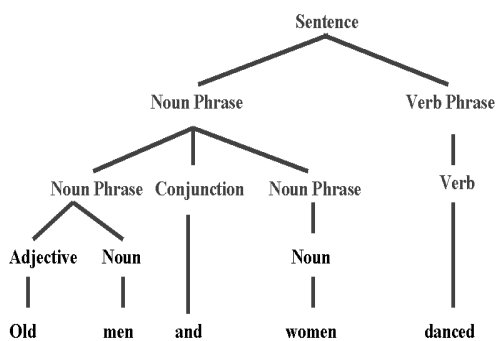 Sentence
Noun Phrase Verb Phrase
Noun Phrase Conjunction Noun Phrase Verb
Adjective Noun Noun
Old men and women danced